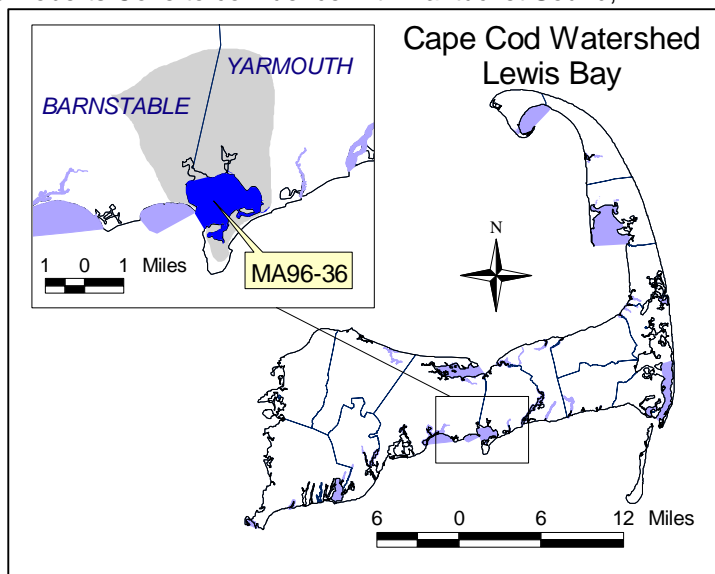 Cape Cod Watershed
Lewis Bay
YARMOUTH
BARNSTABLE
1 0 1 Miles
MA96-36
N
6 0 6 12 Miles